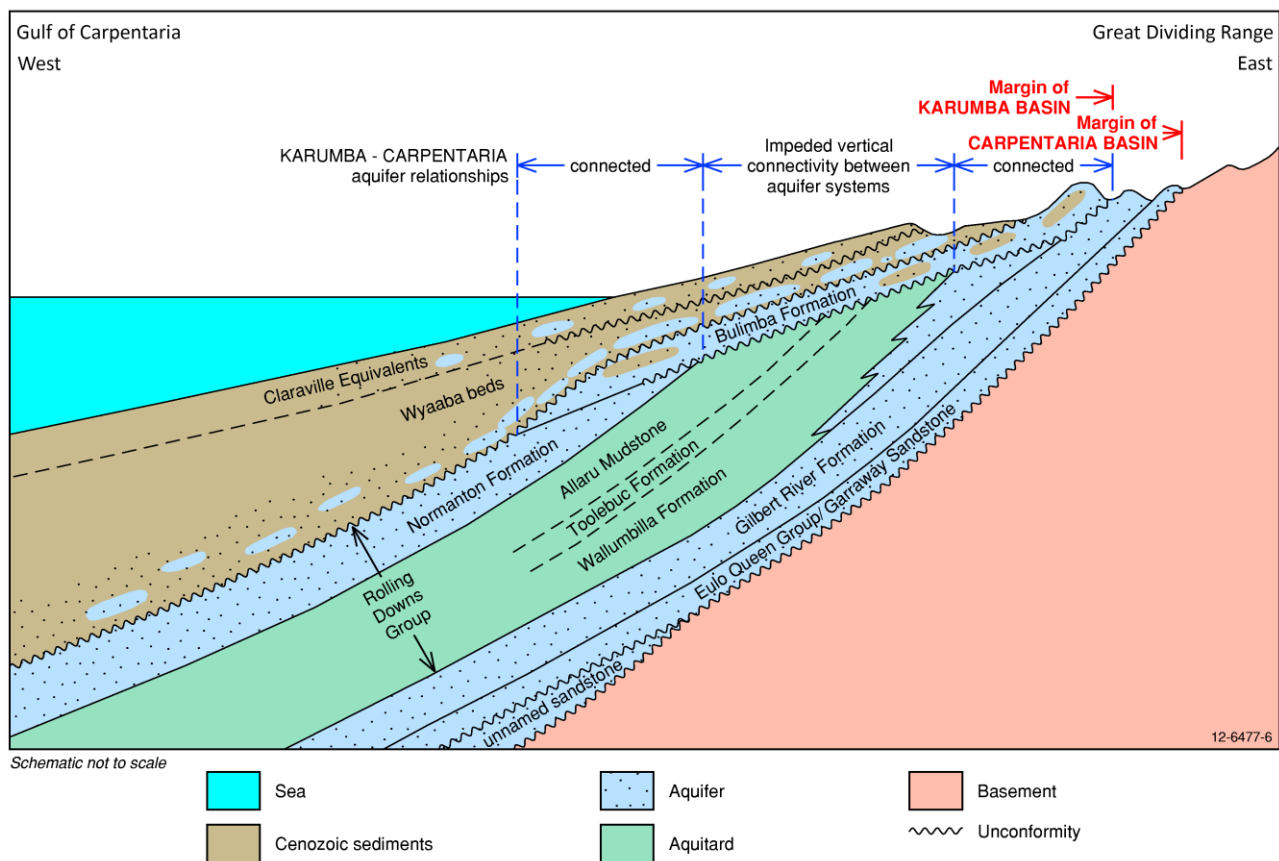 Gulf of Carpentaria
West
Great Dividing Range
East
Margin of
KARUMBA BASIN
Margin of
CARPENTARIA BASIN
KARUMBA - CARPENTARIA
aquifer relationships
connected
Impeded vertical
connectivity between
aquifer systems
connected
Claraville Equivalents
Wyaaba beds
Bulimba Formation
Normanton Formation
Allaru Mudstone
Toolebuc Formation
Wallumbilla Formation
Gilbert River Formation
Eulo Queen Group/ Garraway Sandstone
Rolling
Downs
Group
unnamed sandstone
12-6477-6
Schematic not to scale
Sea
Aquifer
Basement
Cenozoic sediments
Aquitard
Unconformity